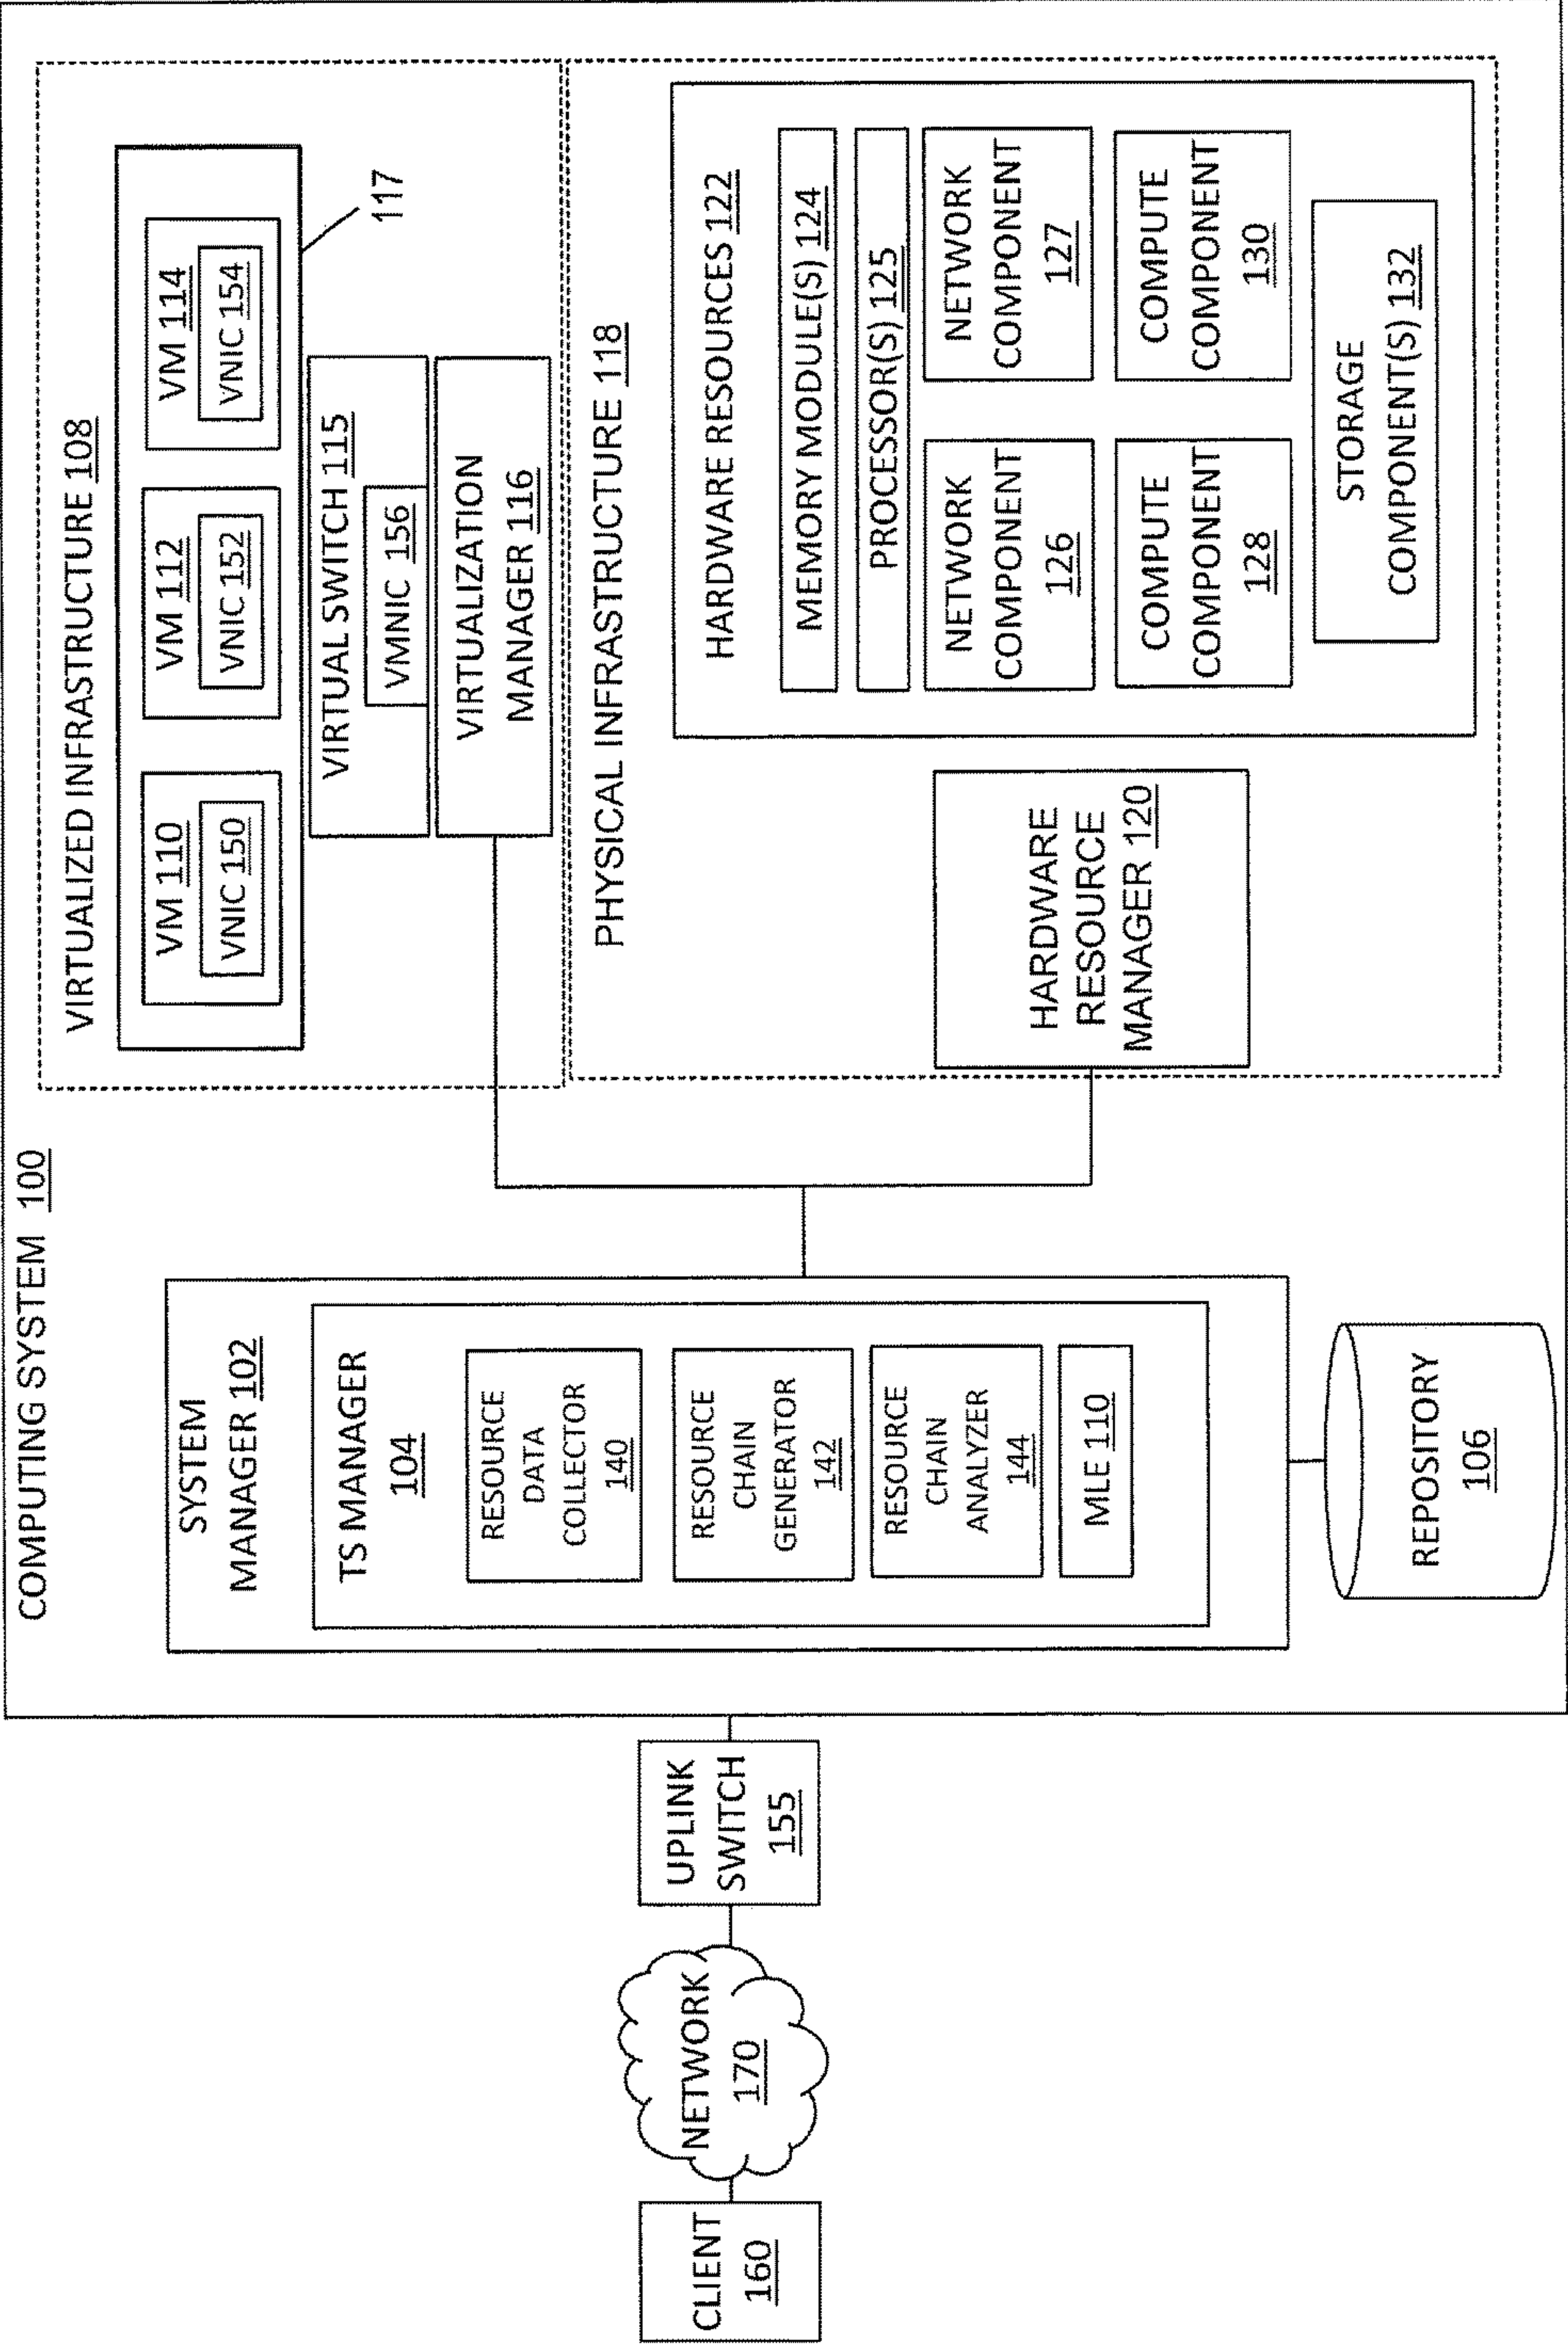 COMPUTING SYSTEM 100
CLIENT
160
NETWORK
170
UPLINK
SWITCH
155
SYSTEM
MANAGER 102
TS MANAGER
104
RESOURCE
DATA
COLLECTOR
140
RESOURCE
CHAIN
GENERATOR
142
RESOURCE
CHAIN
ANALYZER
144
MLE 110
REPOSITORY
106
VIRTUALIZED INFRASTRUCTURE 108
VM 110
VNIC 150
VM 112
VNIC 152
VM 114
VNIC 154
117
VIRTUAL SWITCH 115
VMNIC 156
VIRTUALIZATION
MANAGER 116
PHYSICAL INFRASTRUCTURE 118
HARDWARE
RESOURCE
MANAGER 120
HARDWARE RESOURCES 122
MEMORY MODULE(S) 124
PROCESSOR(S) 125
NETWORK
COMPONENT
126
NETWORK
COMPONENT
127
COMPUTE
COMPONENT
128
COMPUTE
COMPONENT
130
STORAGE
COMPONENT(S) 132